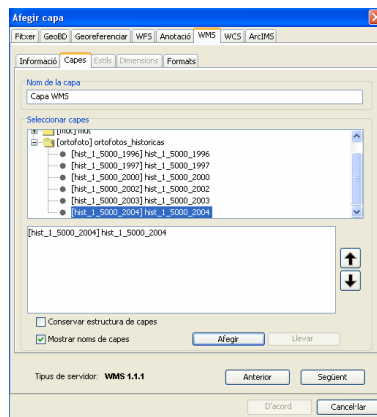 Afegir capa
Fitxer GeoBD Georeferenciar WFS Anotació WMS WCS ArcIMS
Informació Capes Estils Dimensions Formats
Nom de la capa
Capa WMS
Seleccionar capes
[mdt] mdt
[ortofoto] ortofotos_historicas
[hist_1_5000_1996] hist_1_5000_1996
[hist_1_5000_1997] hist_1_5000_1997
[hist_1_5000_2000] hist_1_5000_2000
[hist_1_5000_2002] hist_1_5000_2002
[hist_1_5000_2003] hist_1_5000_2003
[hist_1_5000_2004] hist_1_5000_2004
[hist_1_5000_2004] hist_1_5000_2004
Conservar estructura de capes
Mostrar noms de capes Afegir Llevar
Tipus de servidor: WMS 1.1.1 Anterior Següent
D'acord Cancel·lar